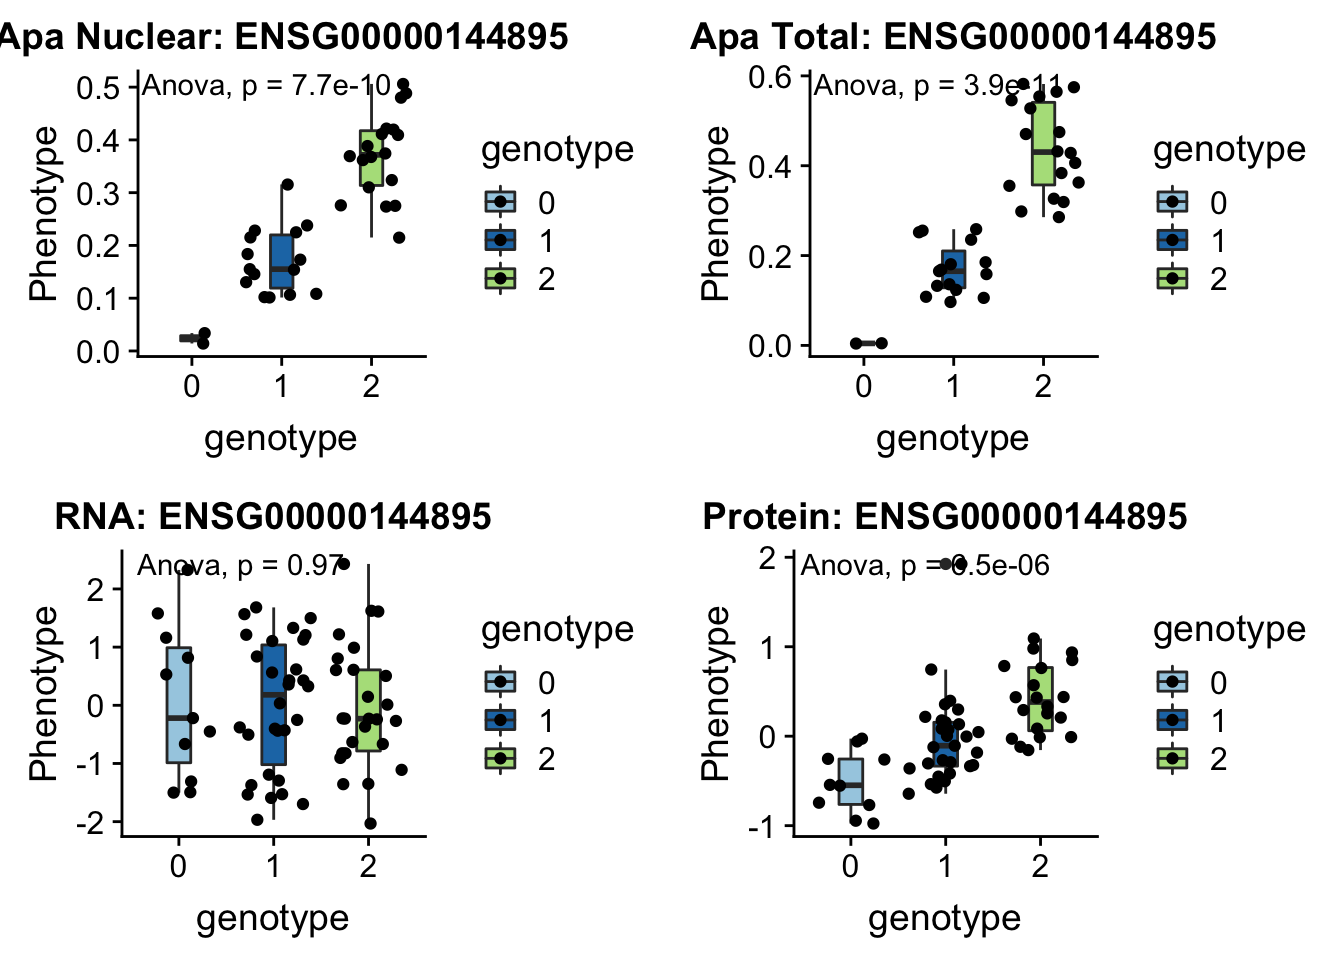 Apa Nuclear: ENSG00000144895
Anova, p = 7.7e-10
Phenotype
0.5
0.4
0.3
0.2
0.1
0.0
0 1 2
genotype
genotype
0
1
2
Apa Total: ENSG00000144895
Anova, p = 3.9e-11
Phenotype
0.6
0.4
0.2
0.0
0 1 2
genotype
genotype
0
1
2
RNA: ENSG00000144895
Anova, p = 0.97
Phenotype
2
1
0
-1
-2
0 1 2
genotype
genotype
0
1
2
Protein: ENSG00000144895
Anova, p = .5e-06
Phenotype
2
1
0
-1
0 1 2
genotype
genotype
0
1
2